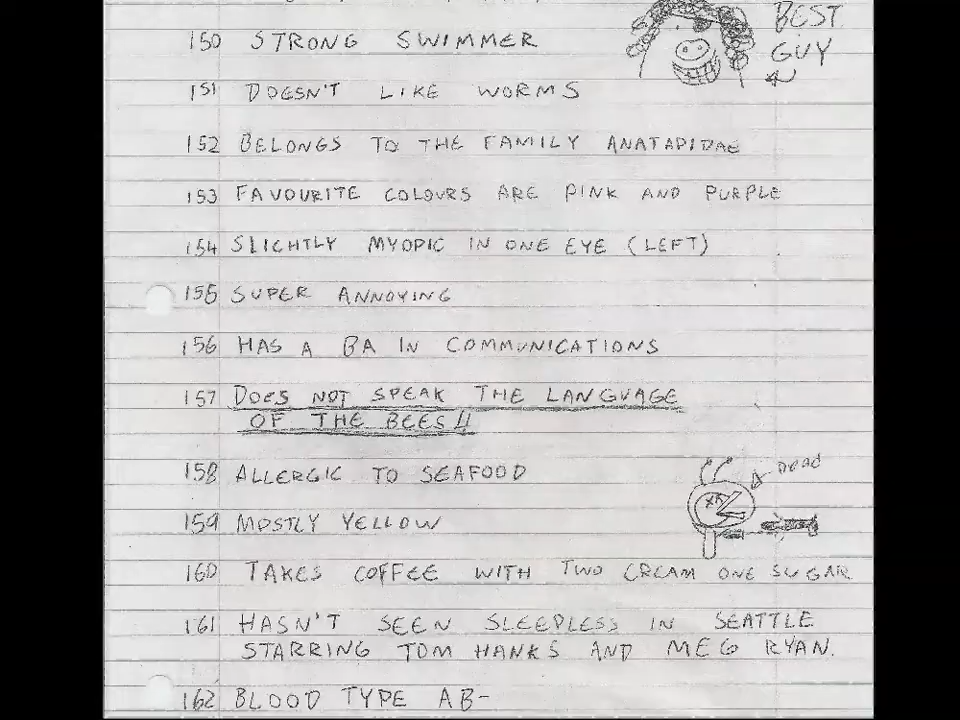 BEST
GUY
150 STRONG SWIMMER
151 DOESN'T LIKE WORMS
152 BELONGS TO THE FAMILY ANATAPIDAE
153 FAVOURITE COLOURS ARE PINK AND PURPLE
154 SLIGHTLY MYOPIC IN ONE EYE (LEFT)
155 SUPER ANNOYING
156 HAS A BA IN COMMUNICATIONS
157 DOES NOT SPEAK THE LANGUAGE
OF THE BEES!!
158 ALLERGIC TO SEAFOOD
DEAD
159 MOSTLY YELLOW
160 TAKES COFFEE WITH TWO CREAM ONE SUGAR
161 HASN'T SEEN SLEEPLESS IN SEATTLE
STARRING TOM HANKS AND MEG RYAN.
162 BLOOD TYPE AB-